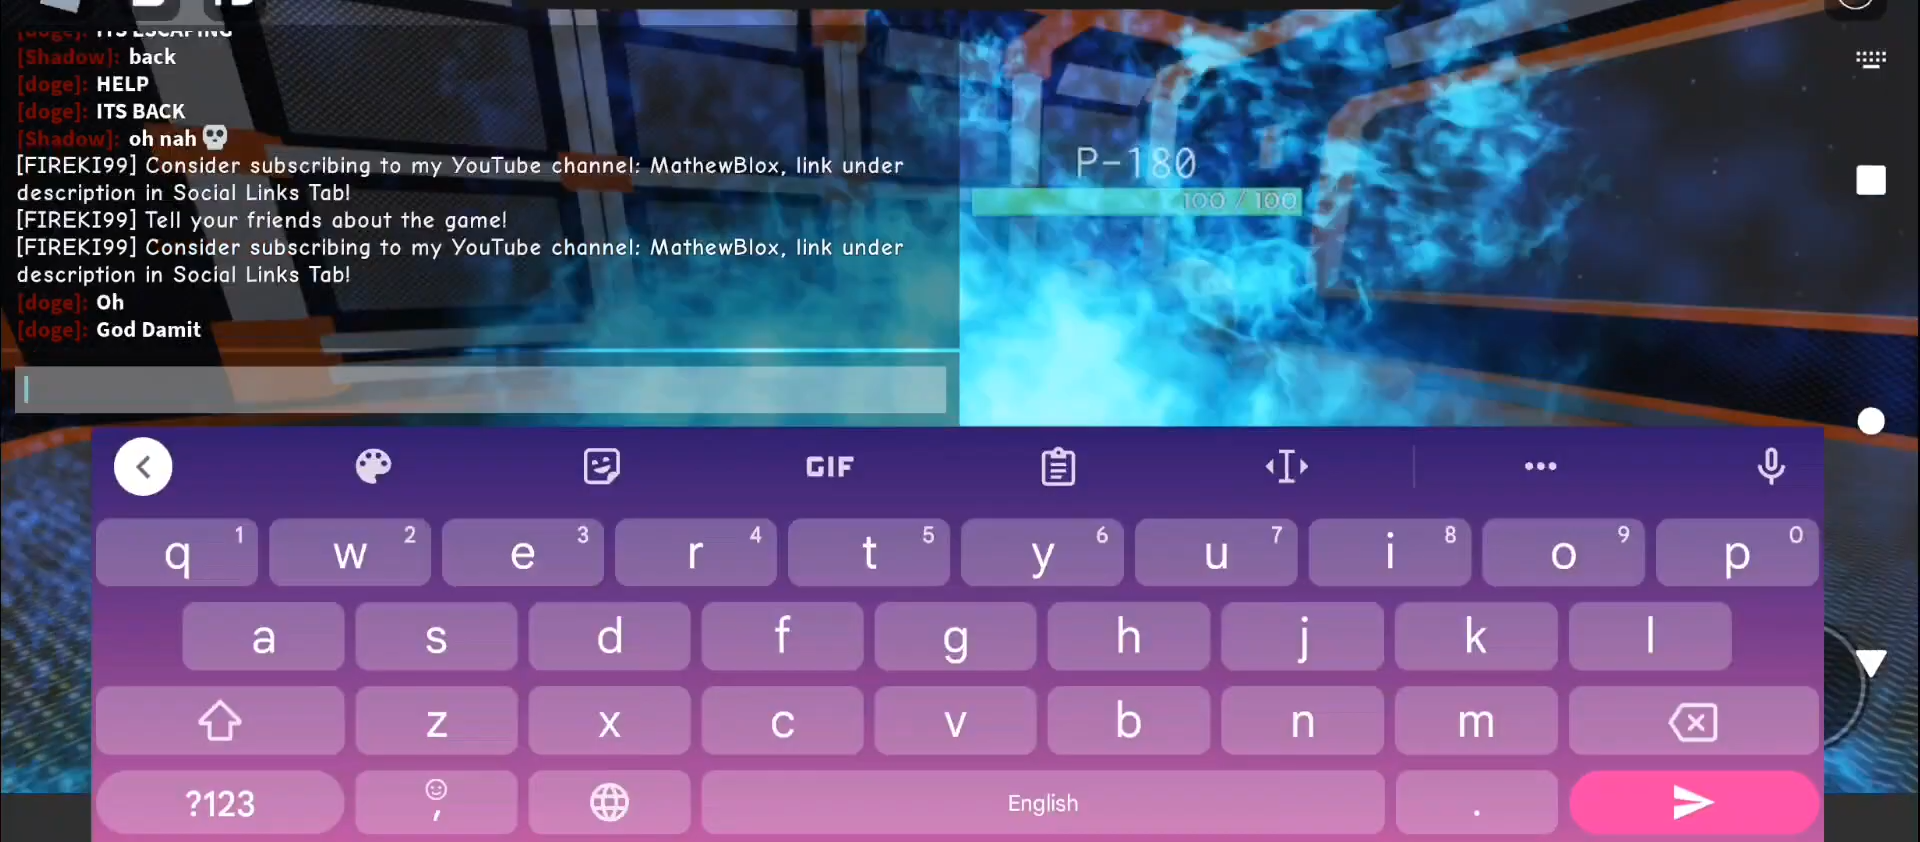 [doge]: ITS ESCAPING
[Shadow]: back
[doge]: HELP
[doge]: ITS BACK
[Shadow]: oh nah 💀
[FIREKI99] Consider subscribing to my YouTube channel: MathewBlox, link under
description in Social Links Tab!
[FIREKI99] Tell your friends about the game!
[FIREKI99] Consider subscribing to my YouTube channel: MathewBlox, link under
description in Social Links Tab!
[doge]: Oh
[doge]: God Damit
P-180
100 / 100
GIF
q 1 w 2 e 3 r 4 t 5 y 6 u 7 i 8 o 9 p 0
a s d f g h j k l
z x c v b n m
?123 , English .